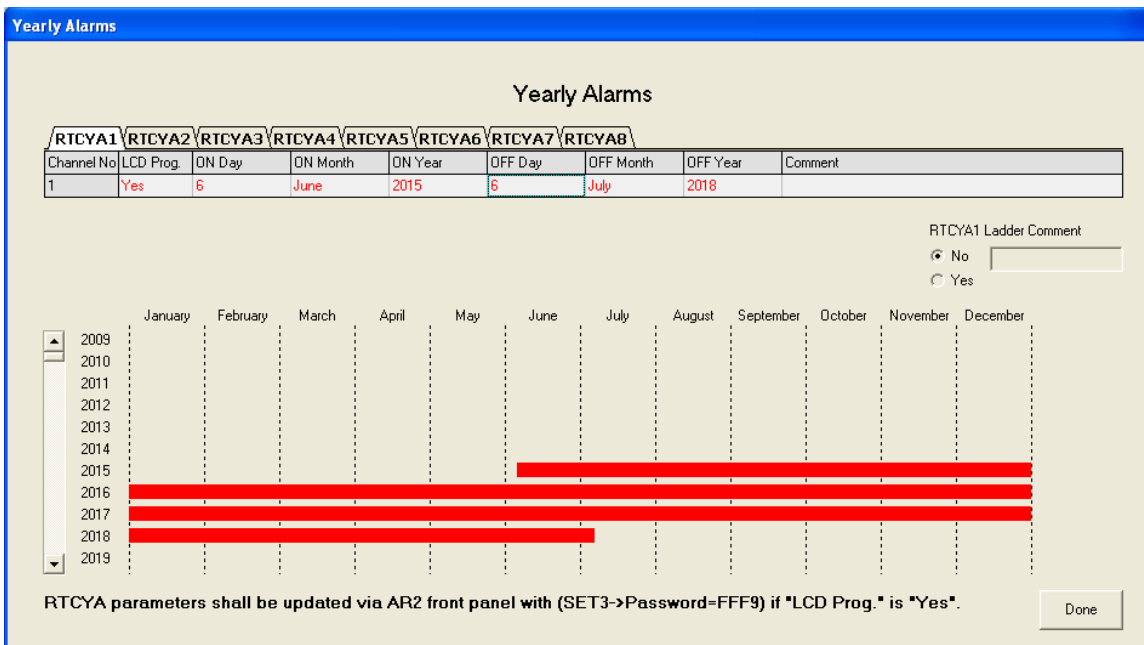 Yearly Alarms
Yearly Alarms
RTCYA1 RTCYA2 RTCYA3 RTCYA4 RTCYA5 RTCYA6 RTCYA7 RTCYA8
Channel No LCD Prog. ON Day ON Month ON Year OFF Day OFF Month OFF Year Comment
1 Yes 6 June 2015 6 July 2018
RTCYA1 Ladder Comment
No
Yes
January February March April May June July August September October November December
2009
2010
2011
2012
2013
2014
2015
2016
2017
2018
2019
RTCYA parameters shall be updated via AR2 front panel with (SET3->Password=FFF9) if "LCD Prog." is "Yes".
Done